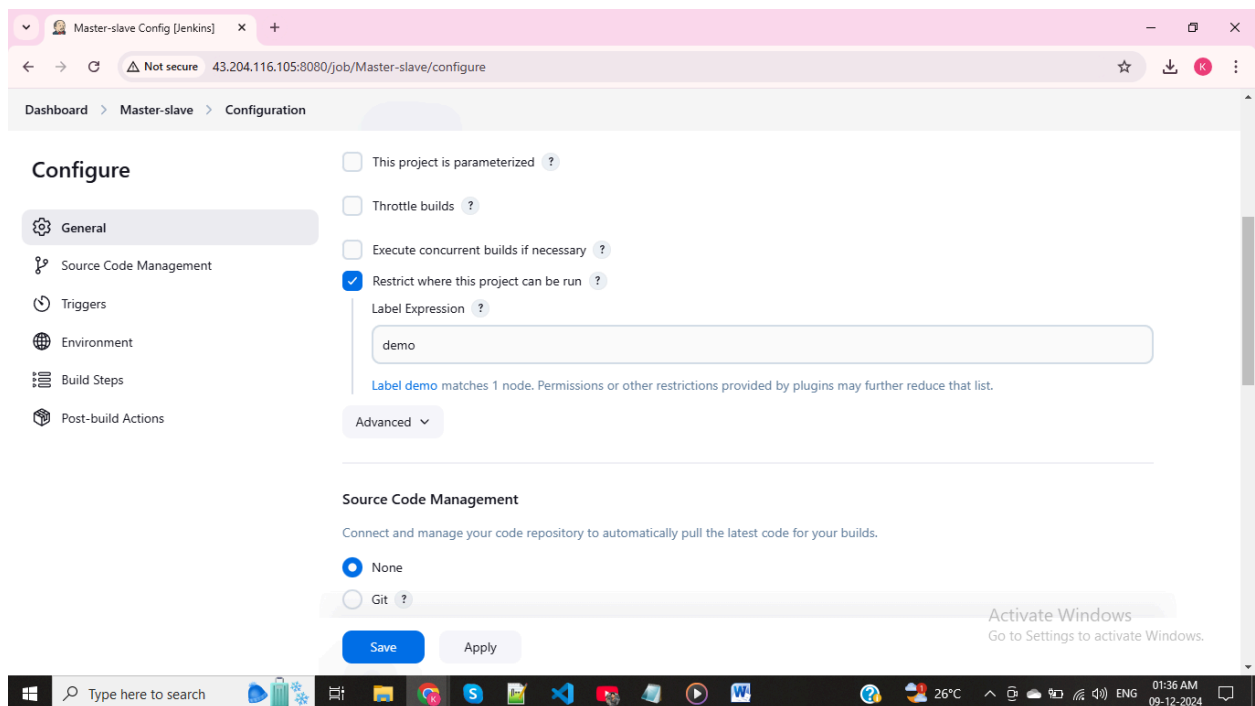 Master-slave Config [Jenkins]
Not secure 43.204.116.105:8080/job/Master-slave/configure
K
Dashboard > Master-slave > Configuration
Configure
General
Source Code Management
Triggers
Environment
Build Steps
Post-build Actions
This project is parameterized ?
Throttle builds ?
Execute concurrent builds if necessary ?
Restrict where this project can be run ?
Label Expression ?
demo
Label demo matches 1 node. Permissions or other restrictions provided by plugins may further reduce that list.
Advanced
Source Code Management
Connect and manage your code repository to automatically pull the latest code for your builds.
None
Git ?
Save Apply
Activate Windows
Go to Settings to activate Windows.
Type here to search
26°C
ENG
01:36 AM
09-12-2024